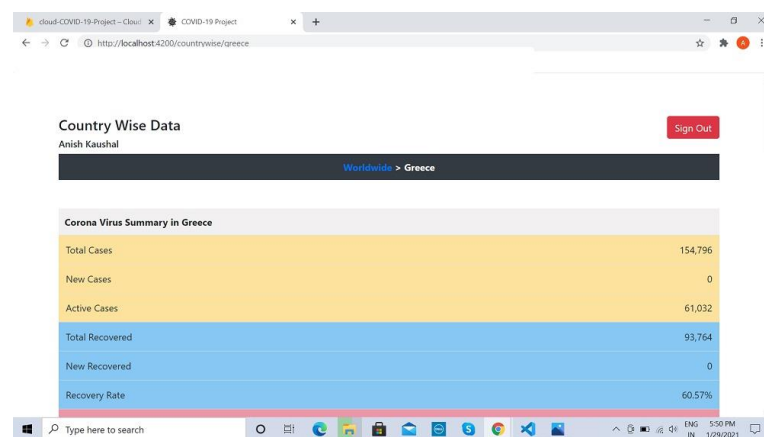 cloud-COVID-19-Project – Cloud
COVID-19 Project
http://localhost:4200/countrywise/greece
A
Country Wise Data
Sign Out
Anish Kaushal
Worldwide > Greece
Corona Virus Summary in Greece
Total Cases 154,796
New Cases 0
Active Cases 61,032
Total Recovered 93,764
New Recovered 0
Recovery Rate 60.57%
Type here to search
ENG 5:50 PM
IN 1/29/2021